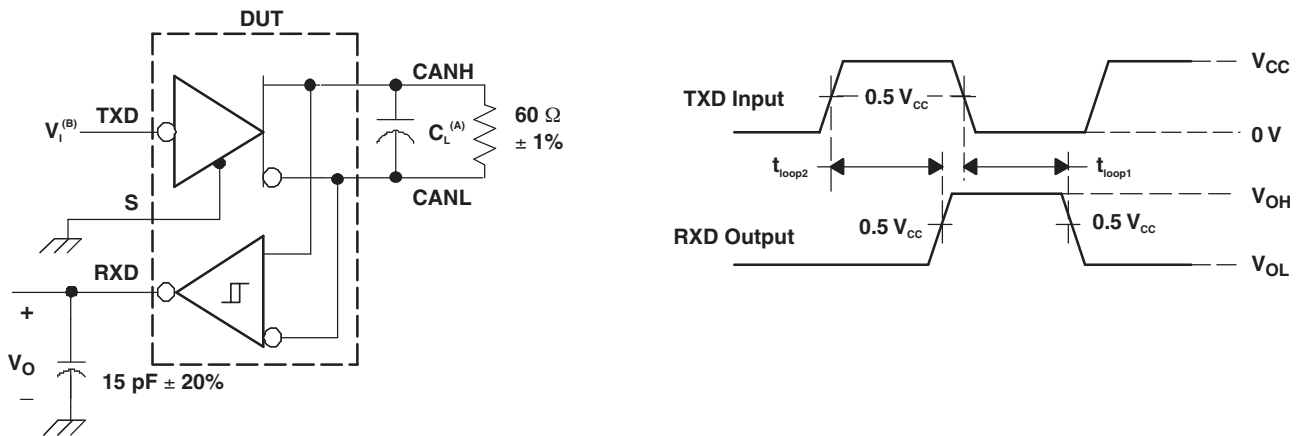 DUT
TXD
V_I^(B)
CANH
C_L^(A)
60 Ω
± 1%
CANL
S
RXD
+
V_O
–
15 pF ± 20%
TXD Input
0.5 V_CC
V_CC
0 V
t_loop2
t_loop1
RXD Output
0.5 V_CC
0.5 V_CC
V_OH
V_OL